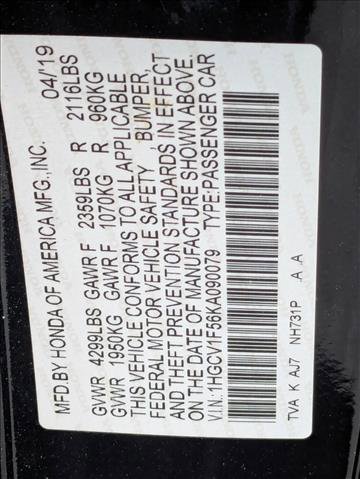 MFD.BY HONDA OF AMERICA MFG.,INC. 04/19
GVWR 4299LBS GAWR F 2359LBS R 2116LBS
GVWR 1950KG GAWR F 1070KG R 960KG
THIS VEHICLE CONFORMS TO ALL APPLICABLE
FEDERAL MOTOR VEHICLE SAFETY, BUMPER,
AND THEFT PREVENTION STANDARDS, IN EFFECT
ON THE DATE OF MANUFACTURE SHOWN ABOVE.
V.I.N.: 1HGCV1F58KA090079 TYPE:PASSENGER CAR
TVA K AJ7 NH731P A A